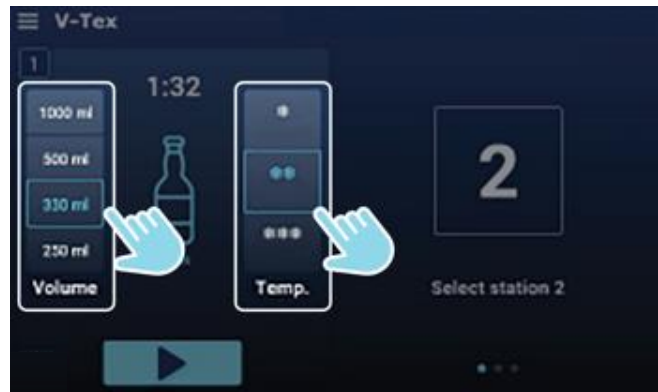 V-Tex
1
1:32
1000 ml
500 ml
330 ml
250 ml
Volume
Temp.
2
Select station 2